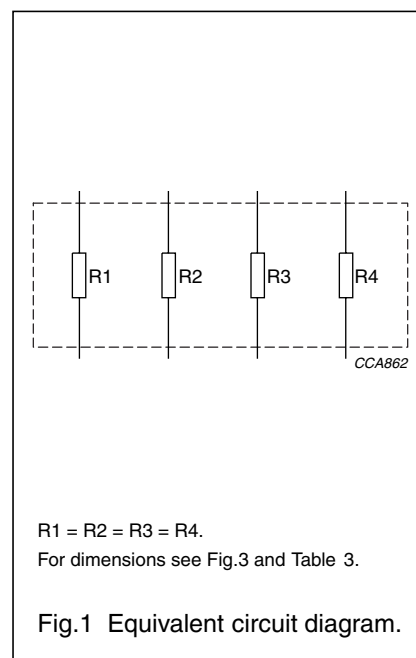 R1 R2 R3 R4
CCA862
R1 = R2 = R3 = R4.
For dimensions see Fig.3 and Table 3.
Fig.1 Equivalent circuit diagram.